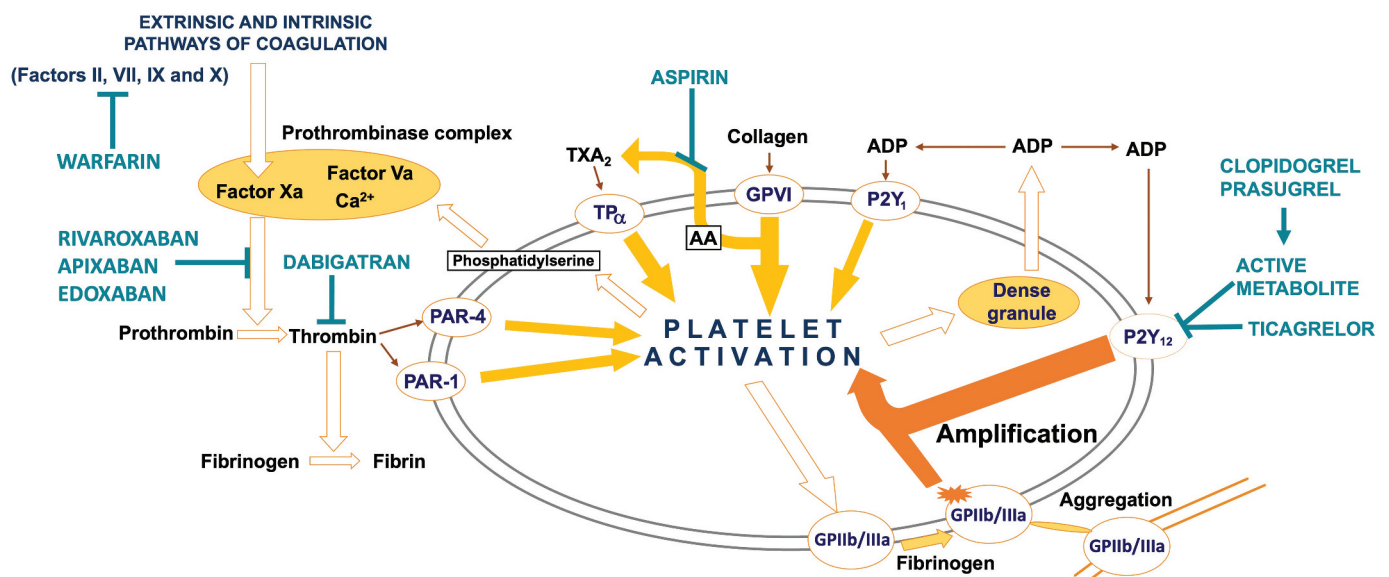 EXTRINSIC AND INTRINSIC
PATHWAYS OF COAGULATION
(Factors II, VII, IX and X)
WARFARIN
Prothrombinase complex
Factor Xa
Factor Va
Ca²⁺
RIVAROXABAN
APIXABAN
EDOXABAN
DABIGATRAN
Prothrombin
Thrombin
Fibrinogen
Fibrin
Phosphatidylserine
PAR-4
PAR-1
ASPIRIN
TXA₂
TPα
AA
Collagen
GPVI
ADP
ADP
ADP
P2Y₁
Dense
granule
CLOPIDOGREL
PRASUGREL
ACTIVE
METABOLITE
TICAGRELOR
P2Y₁₂
PLATELET
ACTIVATION
Amplification
GPIIb/IIIa
Fibrinogen
GPIIb/IIIa
Aggregation
GPIIb/IIIa